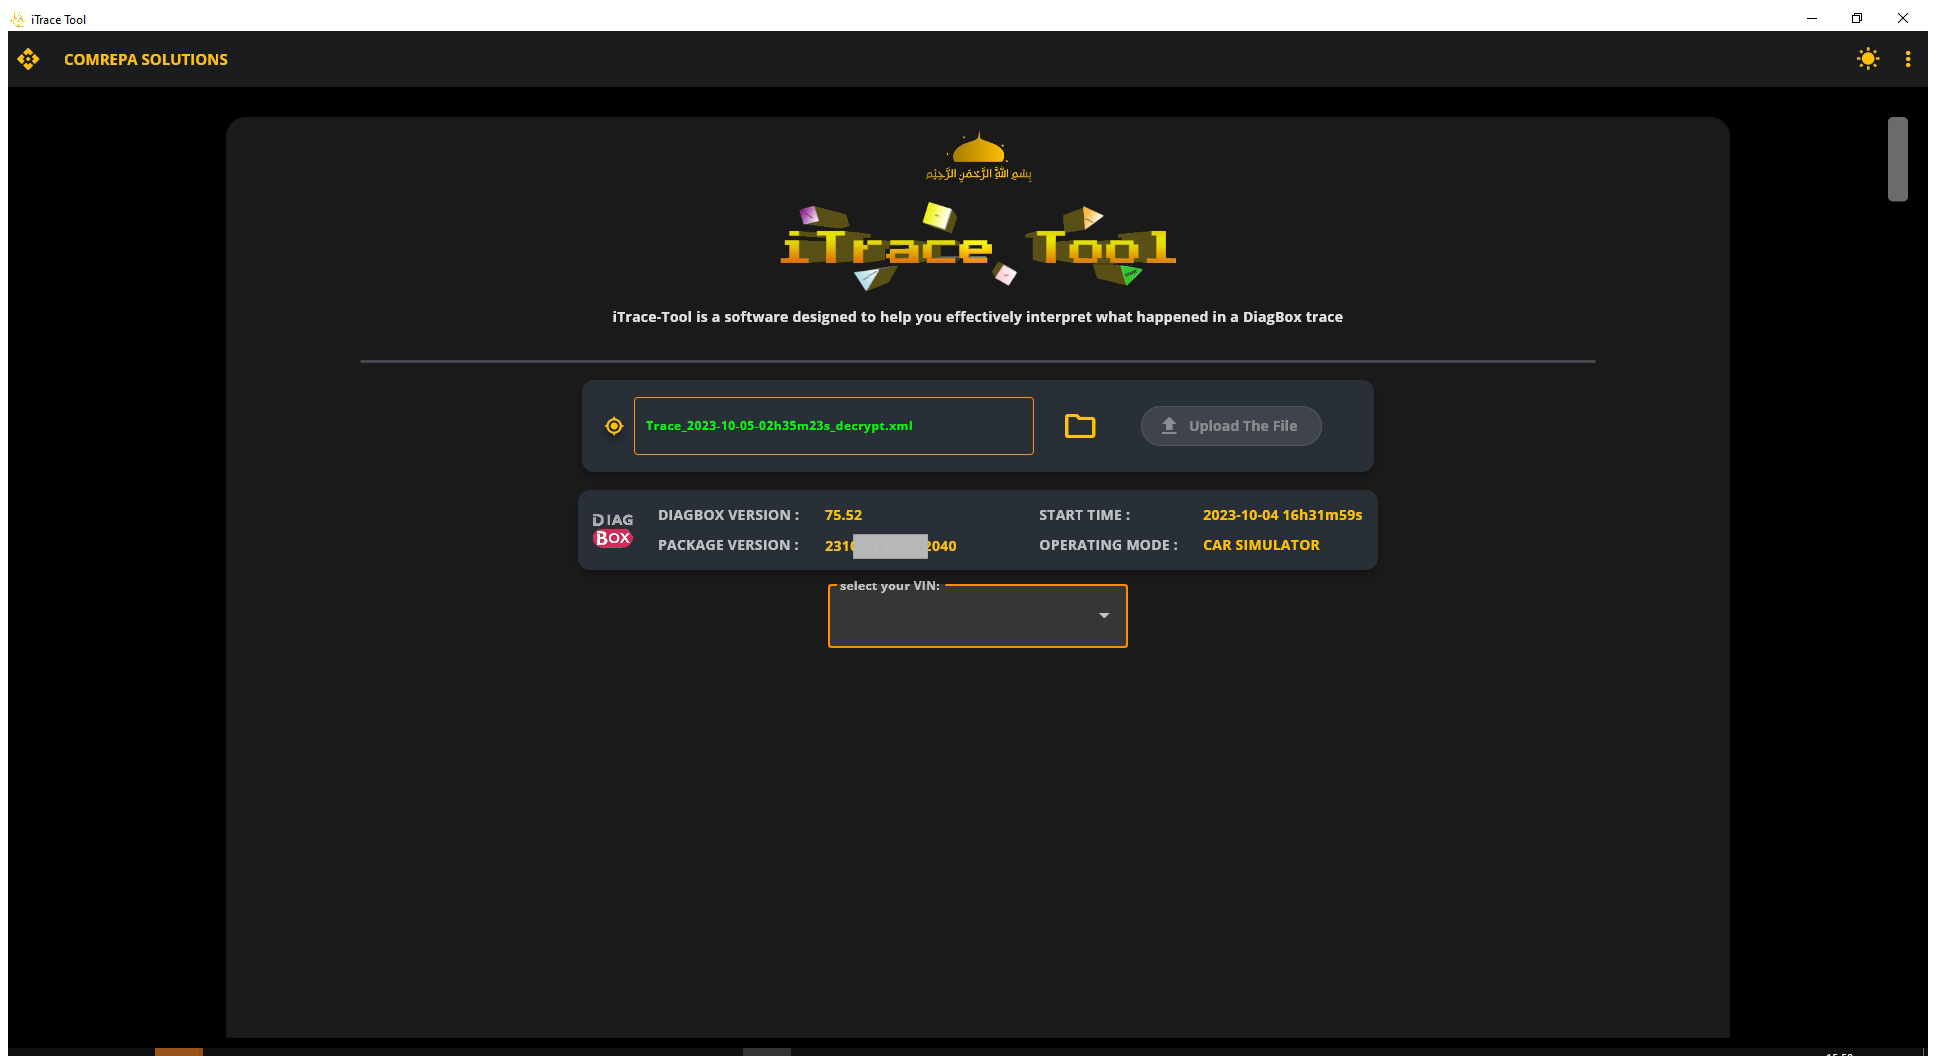 iTrace Tool
COMREPA SOLUTIONS
بِسْمِ اللَّهِ الرَّحْمَنِ الرَّحِيْمِ
iTrace Tool
iTrace-Tool is a software designed to help you effectively interpret what happened in a DiagBox trace
Trace_2023-10-05-02h35m23s_decrypt.xml
Upload The File
DIAG
BOX
DIAGBOX VERSION : 75.52
START TIME : 2023-10-04 16h31m59s
PACKAGE VERSION : 231 2040
OPERATING MODE : CAR SIMULATOR
select your VIN: